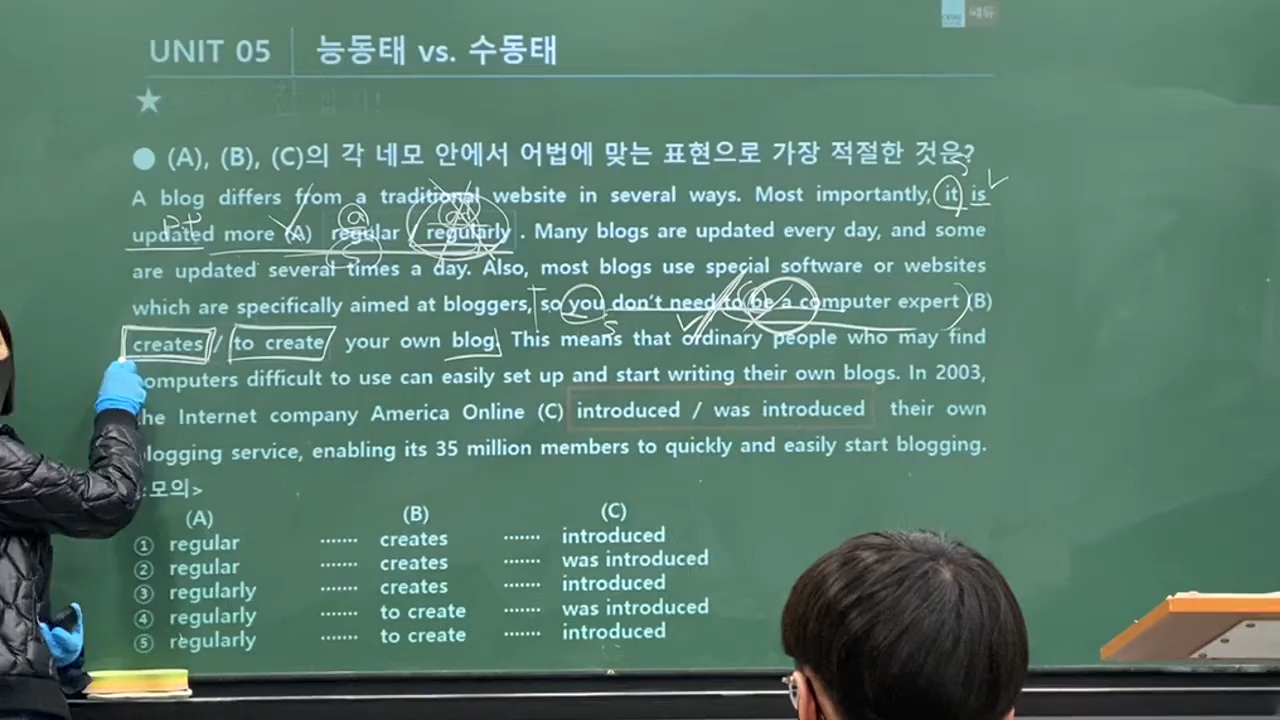 UNIT 05 능동태 vs. 수동태
★
● (A), (B), (C)의 각 네모 안에서 어법에 맞는 표현으로 가장 적절한 것은?
A blog differs from a traditional website in several ways. Most importantly, it is
updated more (A) regular / regularly . Many blogs are updated every day, and some
are updated several times a day. Also, most blogs use special software or websites
which are specifically aimed at bloggers, so you don't need to be a computer expert (B)
creates / to create your own blog. This means that ordinary people who may find
omputers difficult to use can easily set up and start writing their own blogs. In 2003,
he Internet company America Online (C) introduced / was introduced their own
logging service, enabling its 35 million members to quickly and easily start blogging.
모의>
(A) (B) (C)
① regular ······· creates ······· introduced
② regular ······· creates ······· was introduced
③ regularly ······· creates ······· introduced
④ regularly ······· to create ······· was introduced
⑤ regularly ······· to create ······· introduced